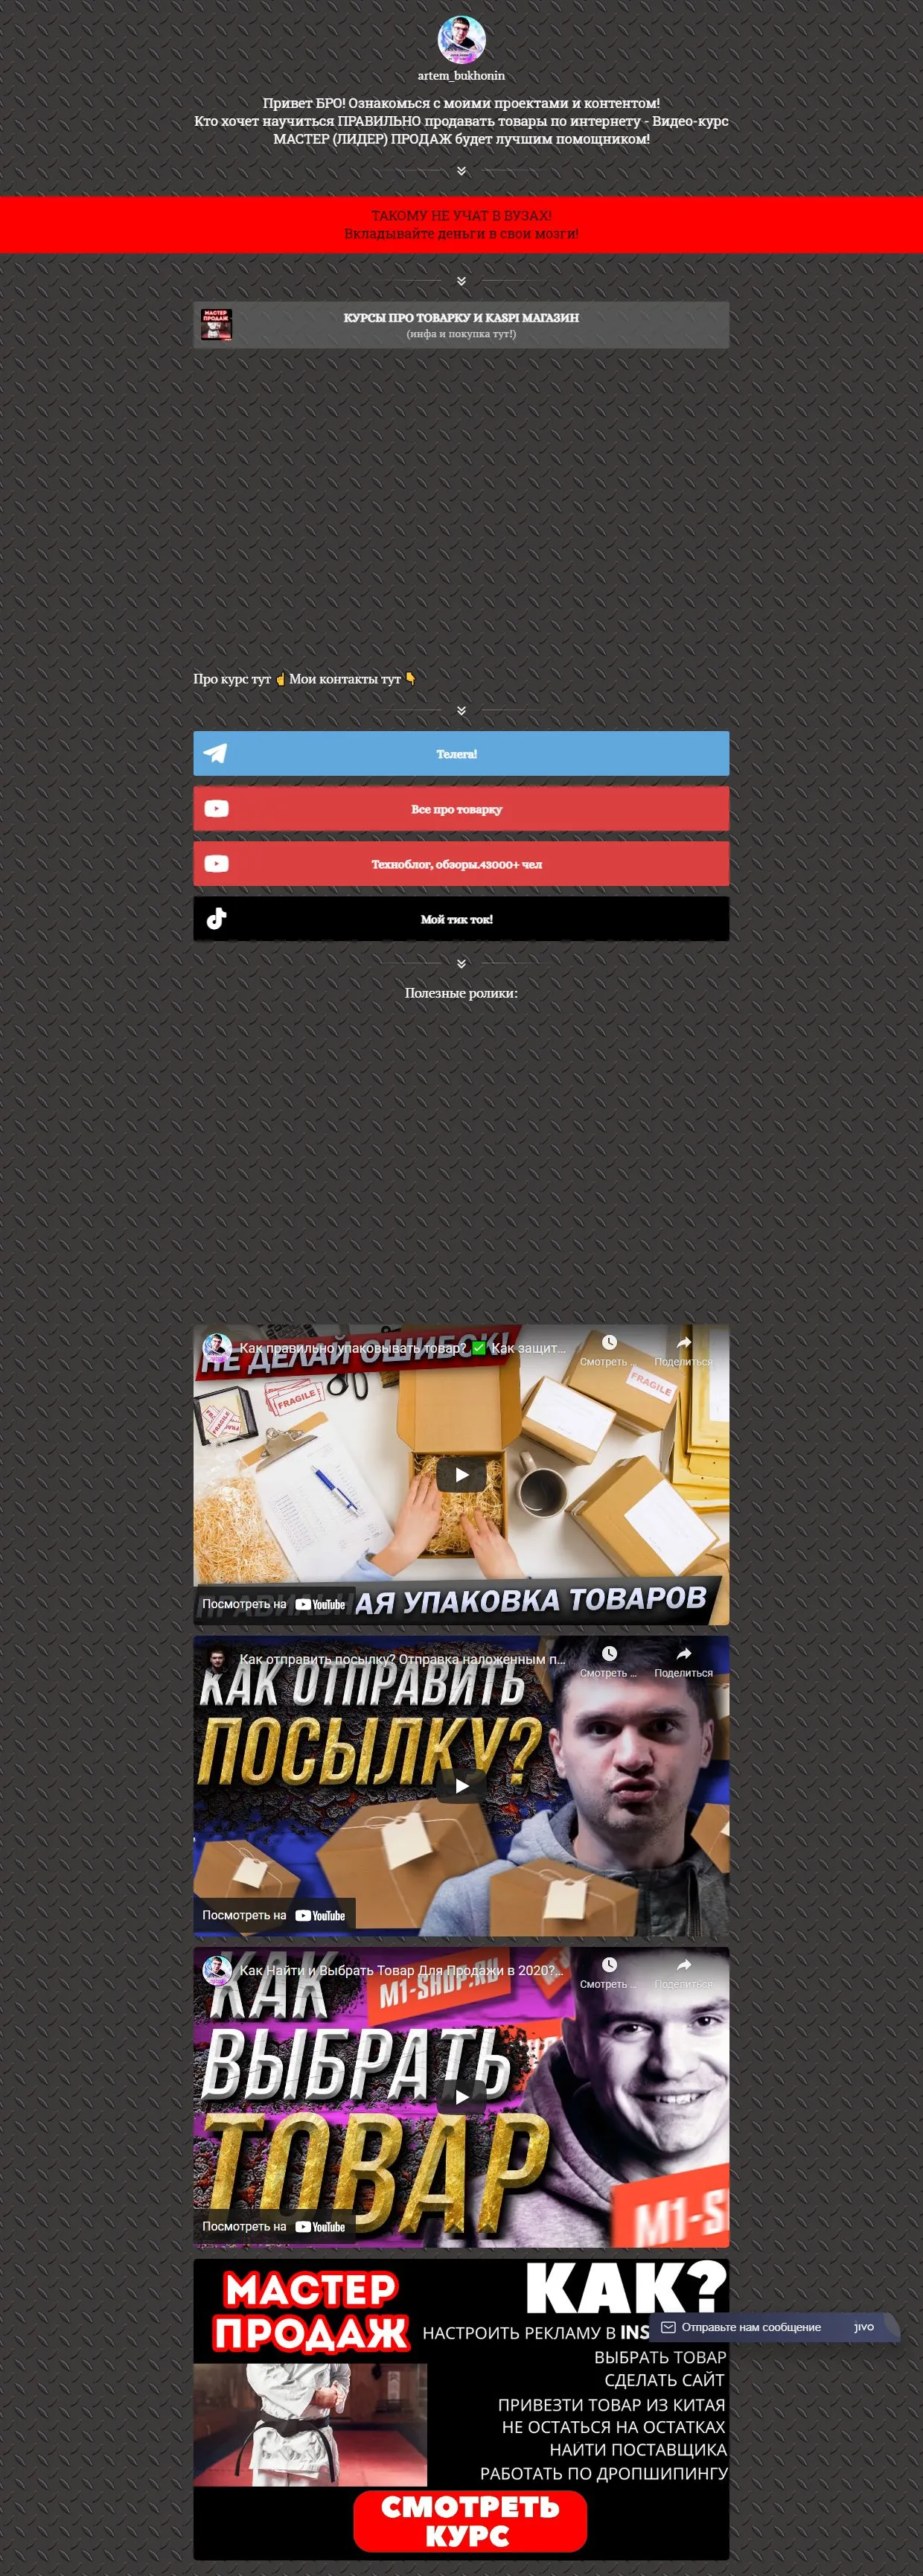 artem_bukhonin
Привет БРО! Ознакомься с моими проектами и контентом!
Кто хочет научиться ПРАВИЛЬНО продавать товары по интернету - Видео-курс
МАСТЕР (ЛИДЕР) ПРОДАЖ будет лучшим помощником!
ТАКОМУ НЕ УЧАТ В ВУЗАХ!
Вкладывайте деньги в свои мозги!
МАСТЕР
ПРОДАЖ
КУРСЫ ПРО ТОВАРКУ И KASPI МАГАЗИН
(инфа и покупка тут!)
Про курс тут ☝️ Мои контакты тут 👇
Телега!
Все про товарку
Техноблог, обзоры.43000+ чел
Мой тик ток!
Полезные ролики:
Как правильно упаковывать товар? ✅ Как защит...
Смотреть ...
Поделиться
НЕ ДЕЛАЙ ОШИБОК!
FRAGILE
FRAGILE
FRAGILE
Посмотреть на YouTube
АЯ УПАКОВКА ТОВАРОВ
Как отправить посылку? Отправка наложенным п...
Смотреть ...
Поделиться
КАК ОТПРАВИТЬ
ПОСЫЛКУ?
Посмотреть на YouTube
Как Найти и Выбрать Товар Для Продажи в 2020?...
Смотреть ...
Поделиться
M1-SHOP.RU
КАК
ВЫБРАТЬ
ТОВАР
M1-S
Посмотреть на YouTube
МАСТЕР
ПРОДАЖ
КАК?
НАСТРОИТЬ РЕКЛАМУ В INS
Отправьте нам сообщение
jivo
ВЫБРАТЬ ТОВАР
СДЕЛАТЬ САЙТ
ПРИВЕЗТИ ТОВАР ИЗ КИТАЯ
НЕ ОСТАТЬСЯ НА ОСТАТКАХ
НАЙТИ ПОСТАВЩИКА
РАБОТАТЬ ПО ДРОПШИПИНГУ
СМОТРЕТЬ
КУРС